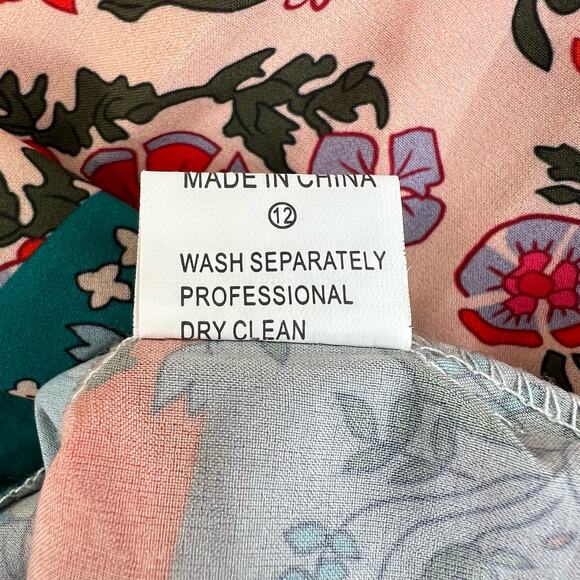 MADE IN CHINA
12
WASH SEPARATELY
PROFESSIONAL
DRY CLEAN